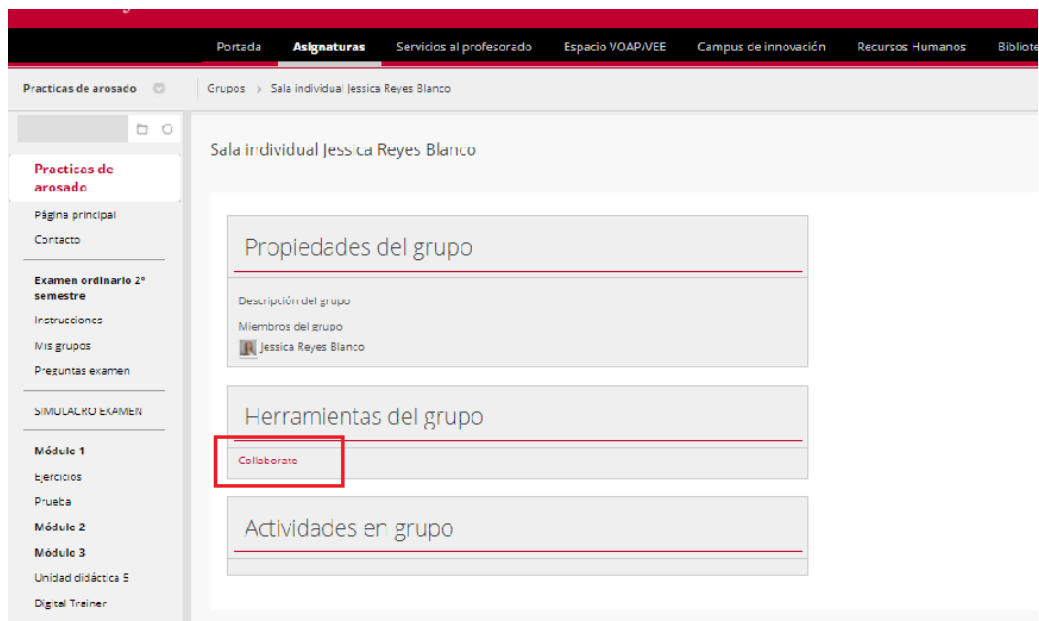 Portada Asignaturas Servicios al profesorado Espacio VOAP/VEE Campus de innovación Recursos Humanos Bibliote
Practicas de arosado Grupos Sala individual Jessica Reyes Blanco
Sala individual Jessica Reyes Blanco
Practicas de
arosado
Página principal
Contacto
Examen ordinario 2º
semestre
Instrucciones
Mis grupos
Preguntas examen
SIMULACRO EXAMEN
Módulo 1
Ejercicios
Prueba
Módulo 2
Módulo 3
Unidad didáctica 5
Digital Trainer
Propiedades del grupo
Descripción del grupo
Miembros del grupo
Jessica Reyes Blanco
Herramientas del grupo
Collaborate
Actividades en grupo